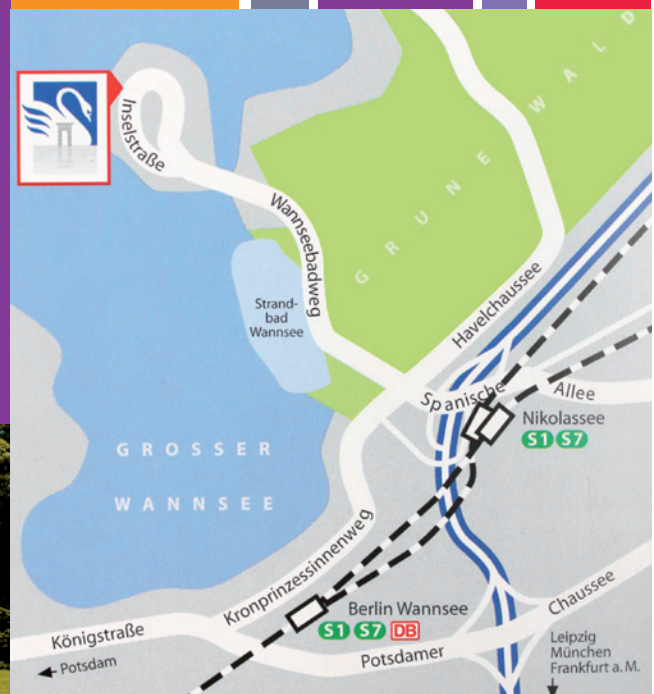 GRUNEWALD
Inselstraße
Wannseebadweg
Strand-
bad
Wannsee
Havelchaussee
Spanische
Allee
Nikolassee
S1 S7
GROSSER
WANNSEE
Kronprinzessinnenweg
Berlin Wannsee
S1 S7 DB
Königstraße
Potsdam
Potsdamer
Chaussee
Leipzig
München
Frankfurt a. M.